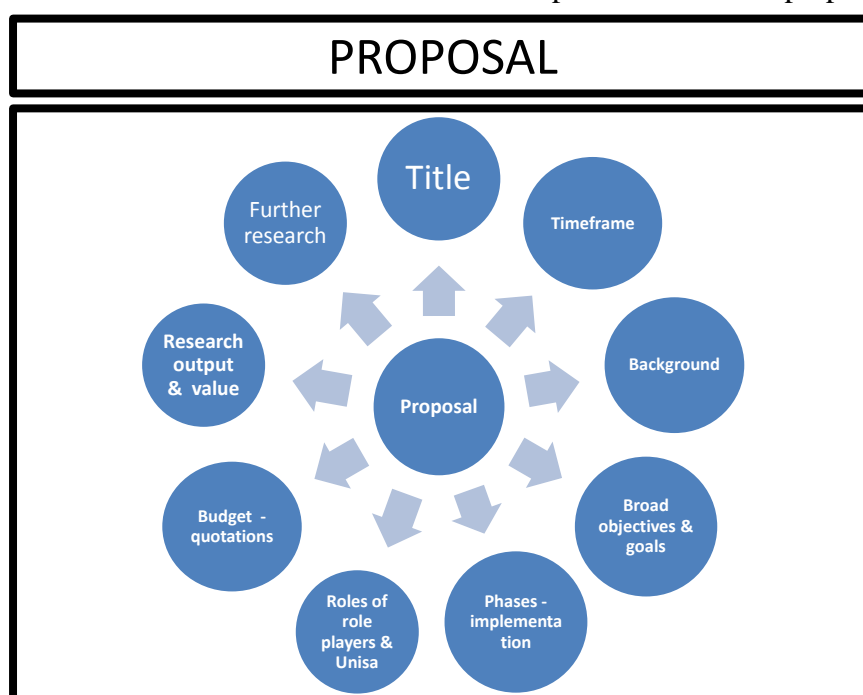 PROPOSAL
Title
Timeframe
Background
Broad
objectives &
goals
Phases -
implementa
tion
Roles of
role
players &
Unisa
Budget -
quotations
Research
output
& value
Further
research
Proposal